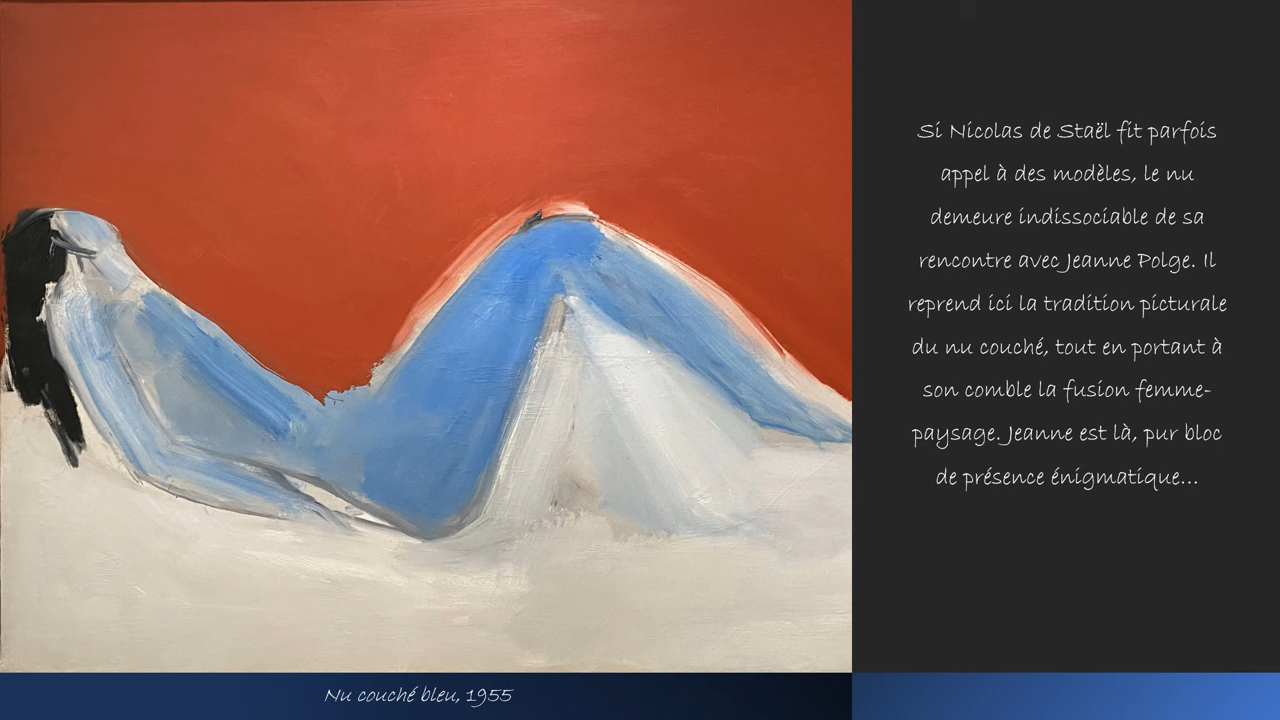 Si Nicolas de Staël fit parfois
appel à des modèles, le nu
demeure indissociable de sa
rencontre avec Jeanne Polge. Il
reprend ici la tradition picturale
du nu couché, tout en portant à
son comble la fusion femme-
paysage. Jeanne est là, pur bloc
de présence énigmatique...
Nu couché bleu, 1955